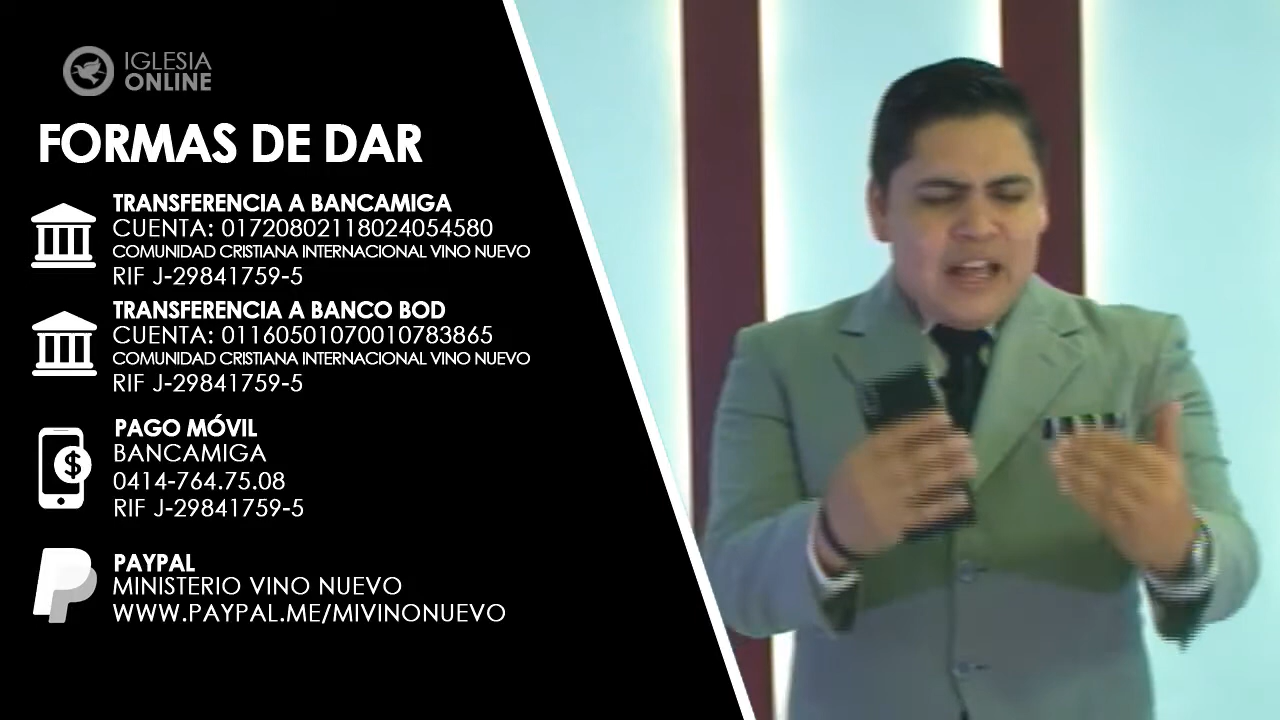 IGLESIA
ONLINE
FORMAS DE DAR
TRANSFERENCIA A BANCAMIGA
CUENTA: 01720802118024054580
COMUNIDAD CRISTIANA INTERNACIONAL VINO NUEVO
RIF J-29841759-5
TRANSFERENCIA A BANCO BOD
CUENTA: 01160501070010783865
COMUNIDAD CRISTIANA INTERNACIONAL VINO NUEVO
RIF J-29841759-5
PAGO MÓVIL
BANCAMIGA
0414-764.75.08
RIF J-29841759-5
PAYPAL
MINISTERIO VINO NUEVO
WWW.PAYPAL.ME/MIVINONUEVO